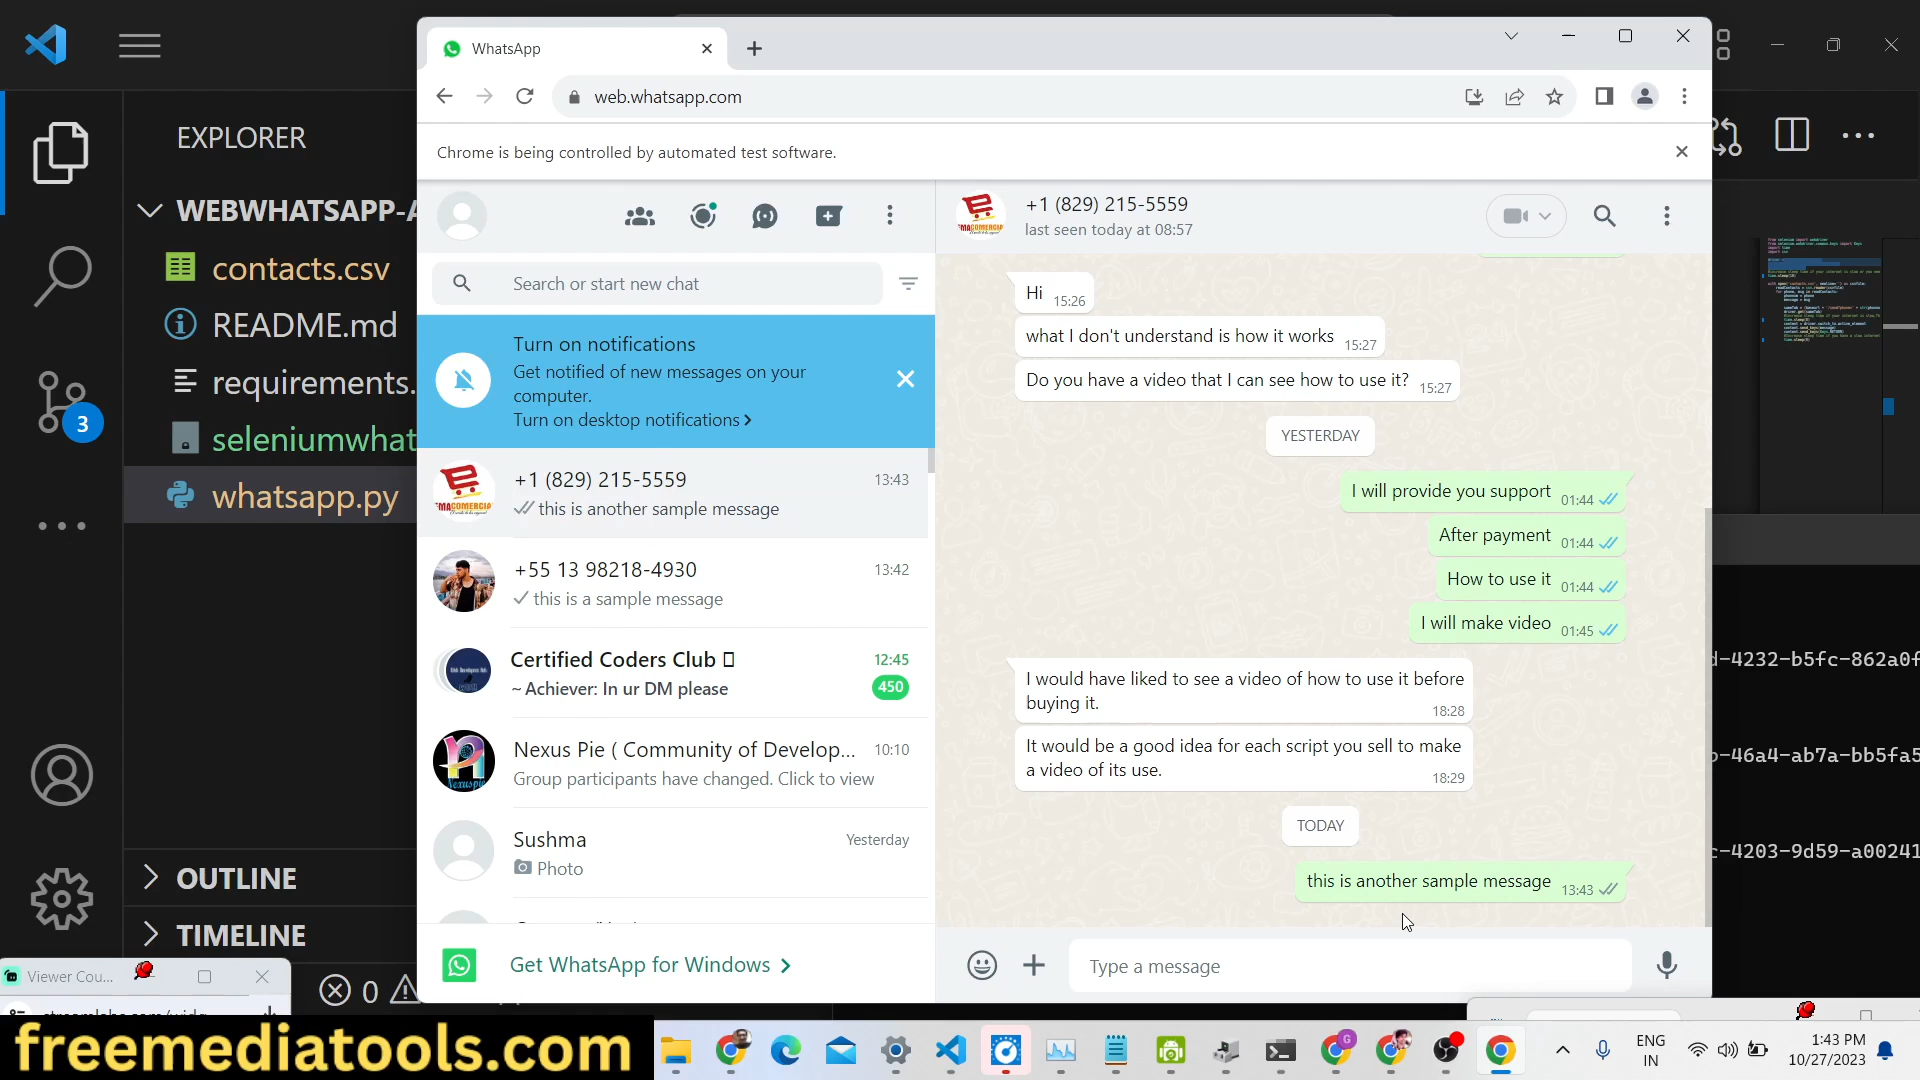 WhatsApp
web.whatsapp.com
Chrome is being controlled by automated test software.
EXPLORER
WEBWHATSAPP-A
contacts.csv
README.md
requirements.
seleniumwhat
whatsapp.py
3
OUTLINE
TIMELINE
Search or start new chat
Turn on notifications
Get notified of new messages on your
computer.
Turn on desktop notifications >
+1 (829) 215-5559
13:43
this is another sample message
+55 13 98218-4930
13:42
this is a sample message
Certified Coders Club
12:45
~ Achiever: In ur DM please
450
Nexus Pie ( Community of Develop...
10:10
Group participants have changed. Click to view
Sushma
Yesterday
Photo
Get WhatsApp for Windows
+1 (829) 215-5559
last seen today at 08:57
Hi 15:26
what I don't understand is how it works 15:27
Do you have a video that I can see how to use it? 15:27
YESTERDAY
I will provide you support 01:44
After payment 01:44
How to use it 01:44
I will make video 01:45
I would have liked to see a video of how to use it before
buying it.
18:28
It would be a good idea for each script you sell to make
a video of its use.
18:29
TODAY
this is another sample message 13:43
Type a message
-4232-b5fc-862a0f
-46a4-ab7a-bb5fa5
-4203-9d59-a00241
Viewer Cou...
0
freemediatools.com
ENG
IN
1:43 PM
10/27/2023